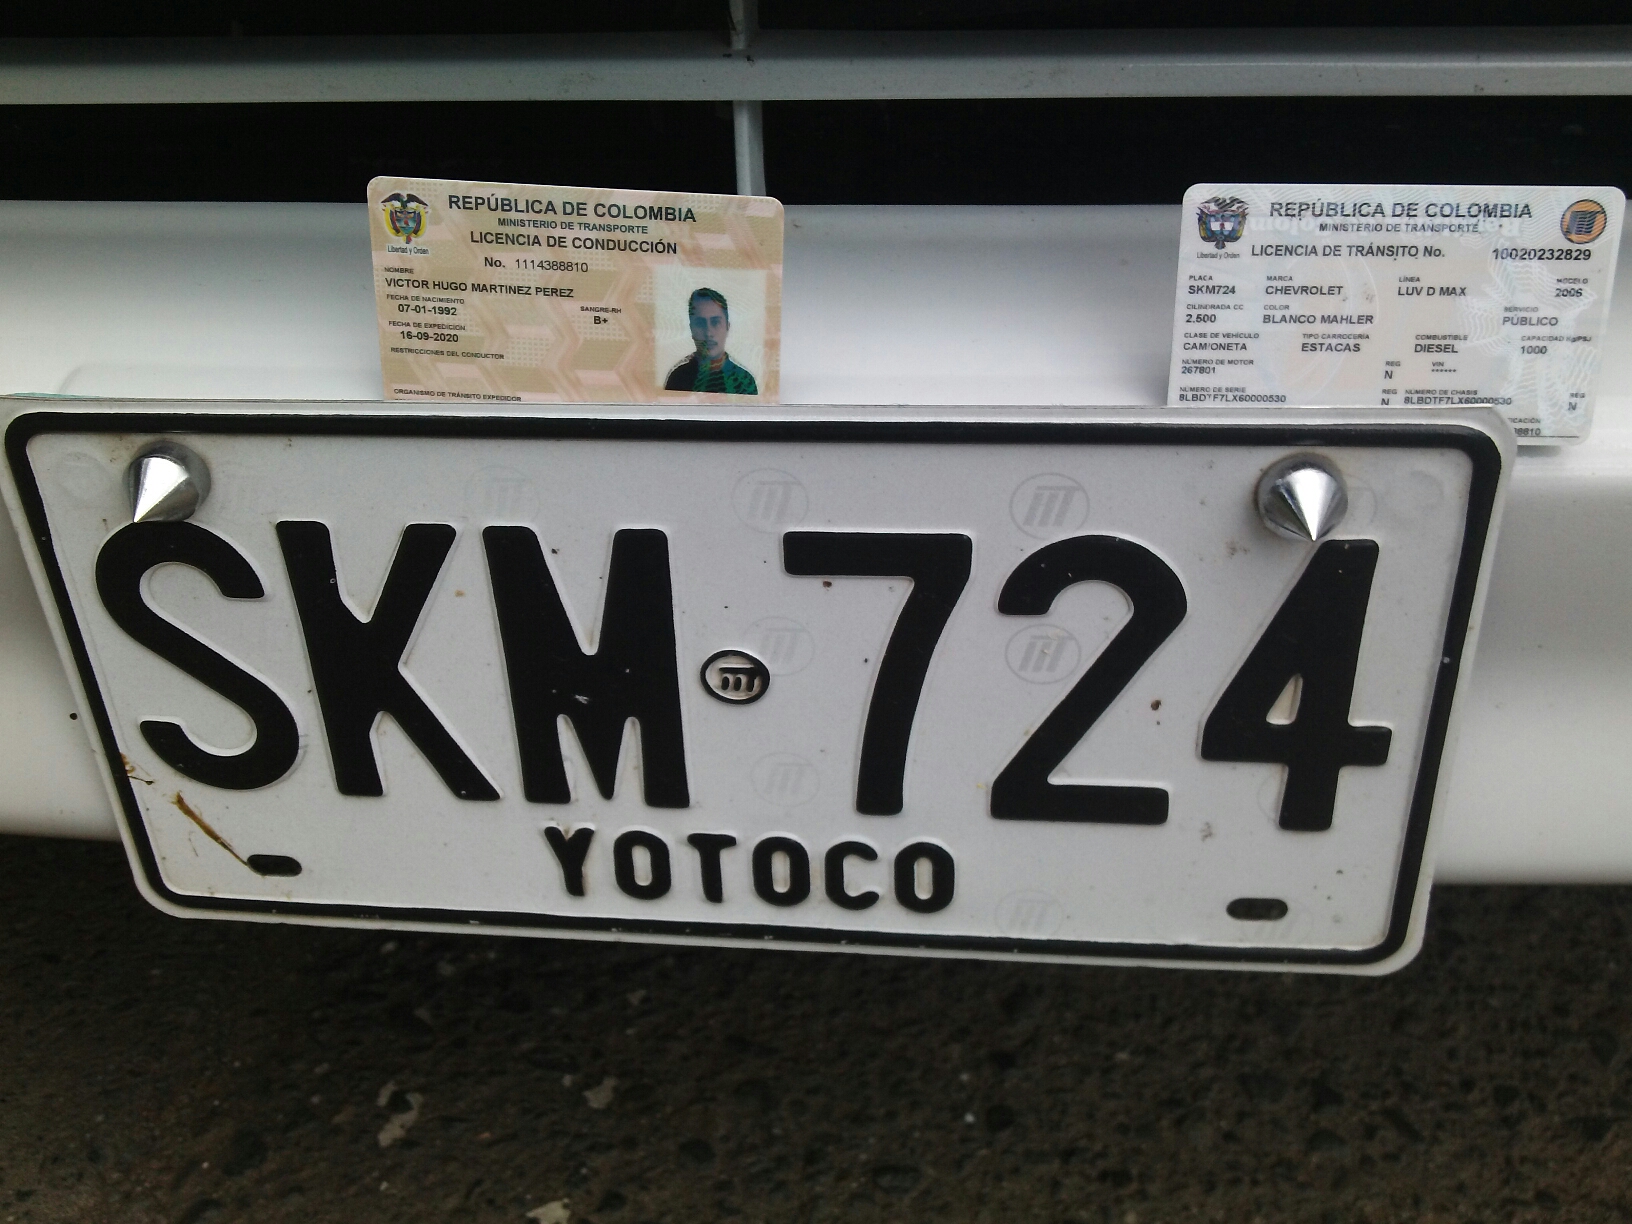 REPÚBLICA DE COLOMBIA
MINISTERIO DE TRANSPORTE
LICENCIA DE CONDUCCIÓN
No. 1114388810
Libertad y Orden
NOMBRE
VICTOR HUGO MARTINEZ PEREZ
FECHA DE NACIMIENTO
07-01-1992
SANGRE-RH
B+
FECHA DE EXPEDICIÓN
16-09-2020
RESTRICCIONES DEL CONDUCTOR
ORGANISMO DE TRÁNSITO EXPEDIDOR
REPÚBLICA DE COLOMBIA
MINISTERIO DE TRANSPORTE
Libertad y Orden
LICENCIA DE TRÁNSITO No. 10020232829
PLACA MARCA LÍNEA MODELO
SKM724 CHEVROLET LUV D MAX 2006
CILINDRADA CC COLOR SERVICIO
2.500 BLANCO MAHLER PÚBLICO
CLASE DE VEHÍCULO TIPO CARROCERIA COMBUSTIBLE CAPACIDAD Kg/PSJ
CAMIONETA ESTACAS DIESEL 1000
NÚMERO DE MOTOR REG VIN
267801 N ******
NÚMERO DE SERIE REG NÚMERO DE CHASIS REG
8LBDTF7LX60000530 N 8LBDTF7LX60000530 N
SKM 724
YOTOCO